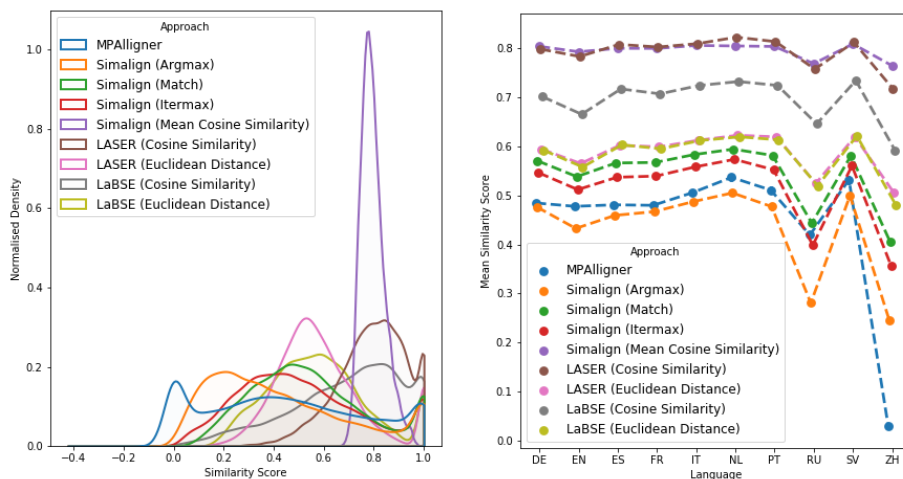 Approach
MPAlligner
Simalign (Argmax)
Simalign (Match)
Simalign (Itermax)
Simalign (Mean Cosine Similarity)
LASER (Cosine Similarity)
LASER (Euclidean Distance)
LaBSE (Cosine Similarity)
LaBSE (Euclidean Distance)
Normalised Density
1.0
0.8
0.6
0.4
0.2
0.0
−0.4 −0.2 0.0 0.2 0.4 0.6 0.8 1.0
Similarity Score
Mean Similarity Score
0.8
0.7
0.6
0.5
0.4
0.3
0.2
0.1
0.0
Approach
MPAlligner
Simalign (Argmax)
Simalign (Match)
Simalign (Itermax)
Simalign (Mean Cosine Similarity)
LASER (Cosine Similarity)
LASER (Euclidean Distance)
LaBSE (Cosine Similarity)
LaBSE (Euclidean Distance)
DE EN ES FR IT NL PT RU SV ZH
Language